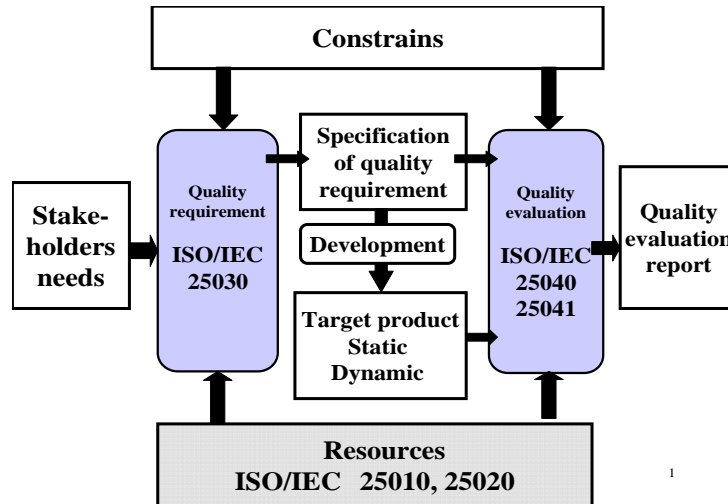 Constrains
Stake-
holders
needs
Quality
requirement
ISO/IEC
25030
Specification
of quality
requirement
Development
Target product
Static
Dynamic
Quality
evaluation
ISO/IEC
25040
25041
Quality
evaluation
report
Resources
ISO/IEC 25010, 25020
1